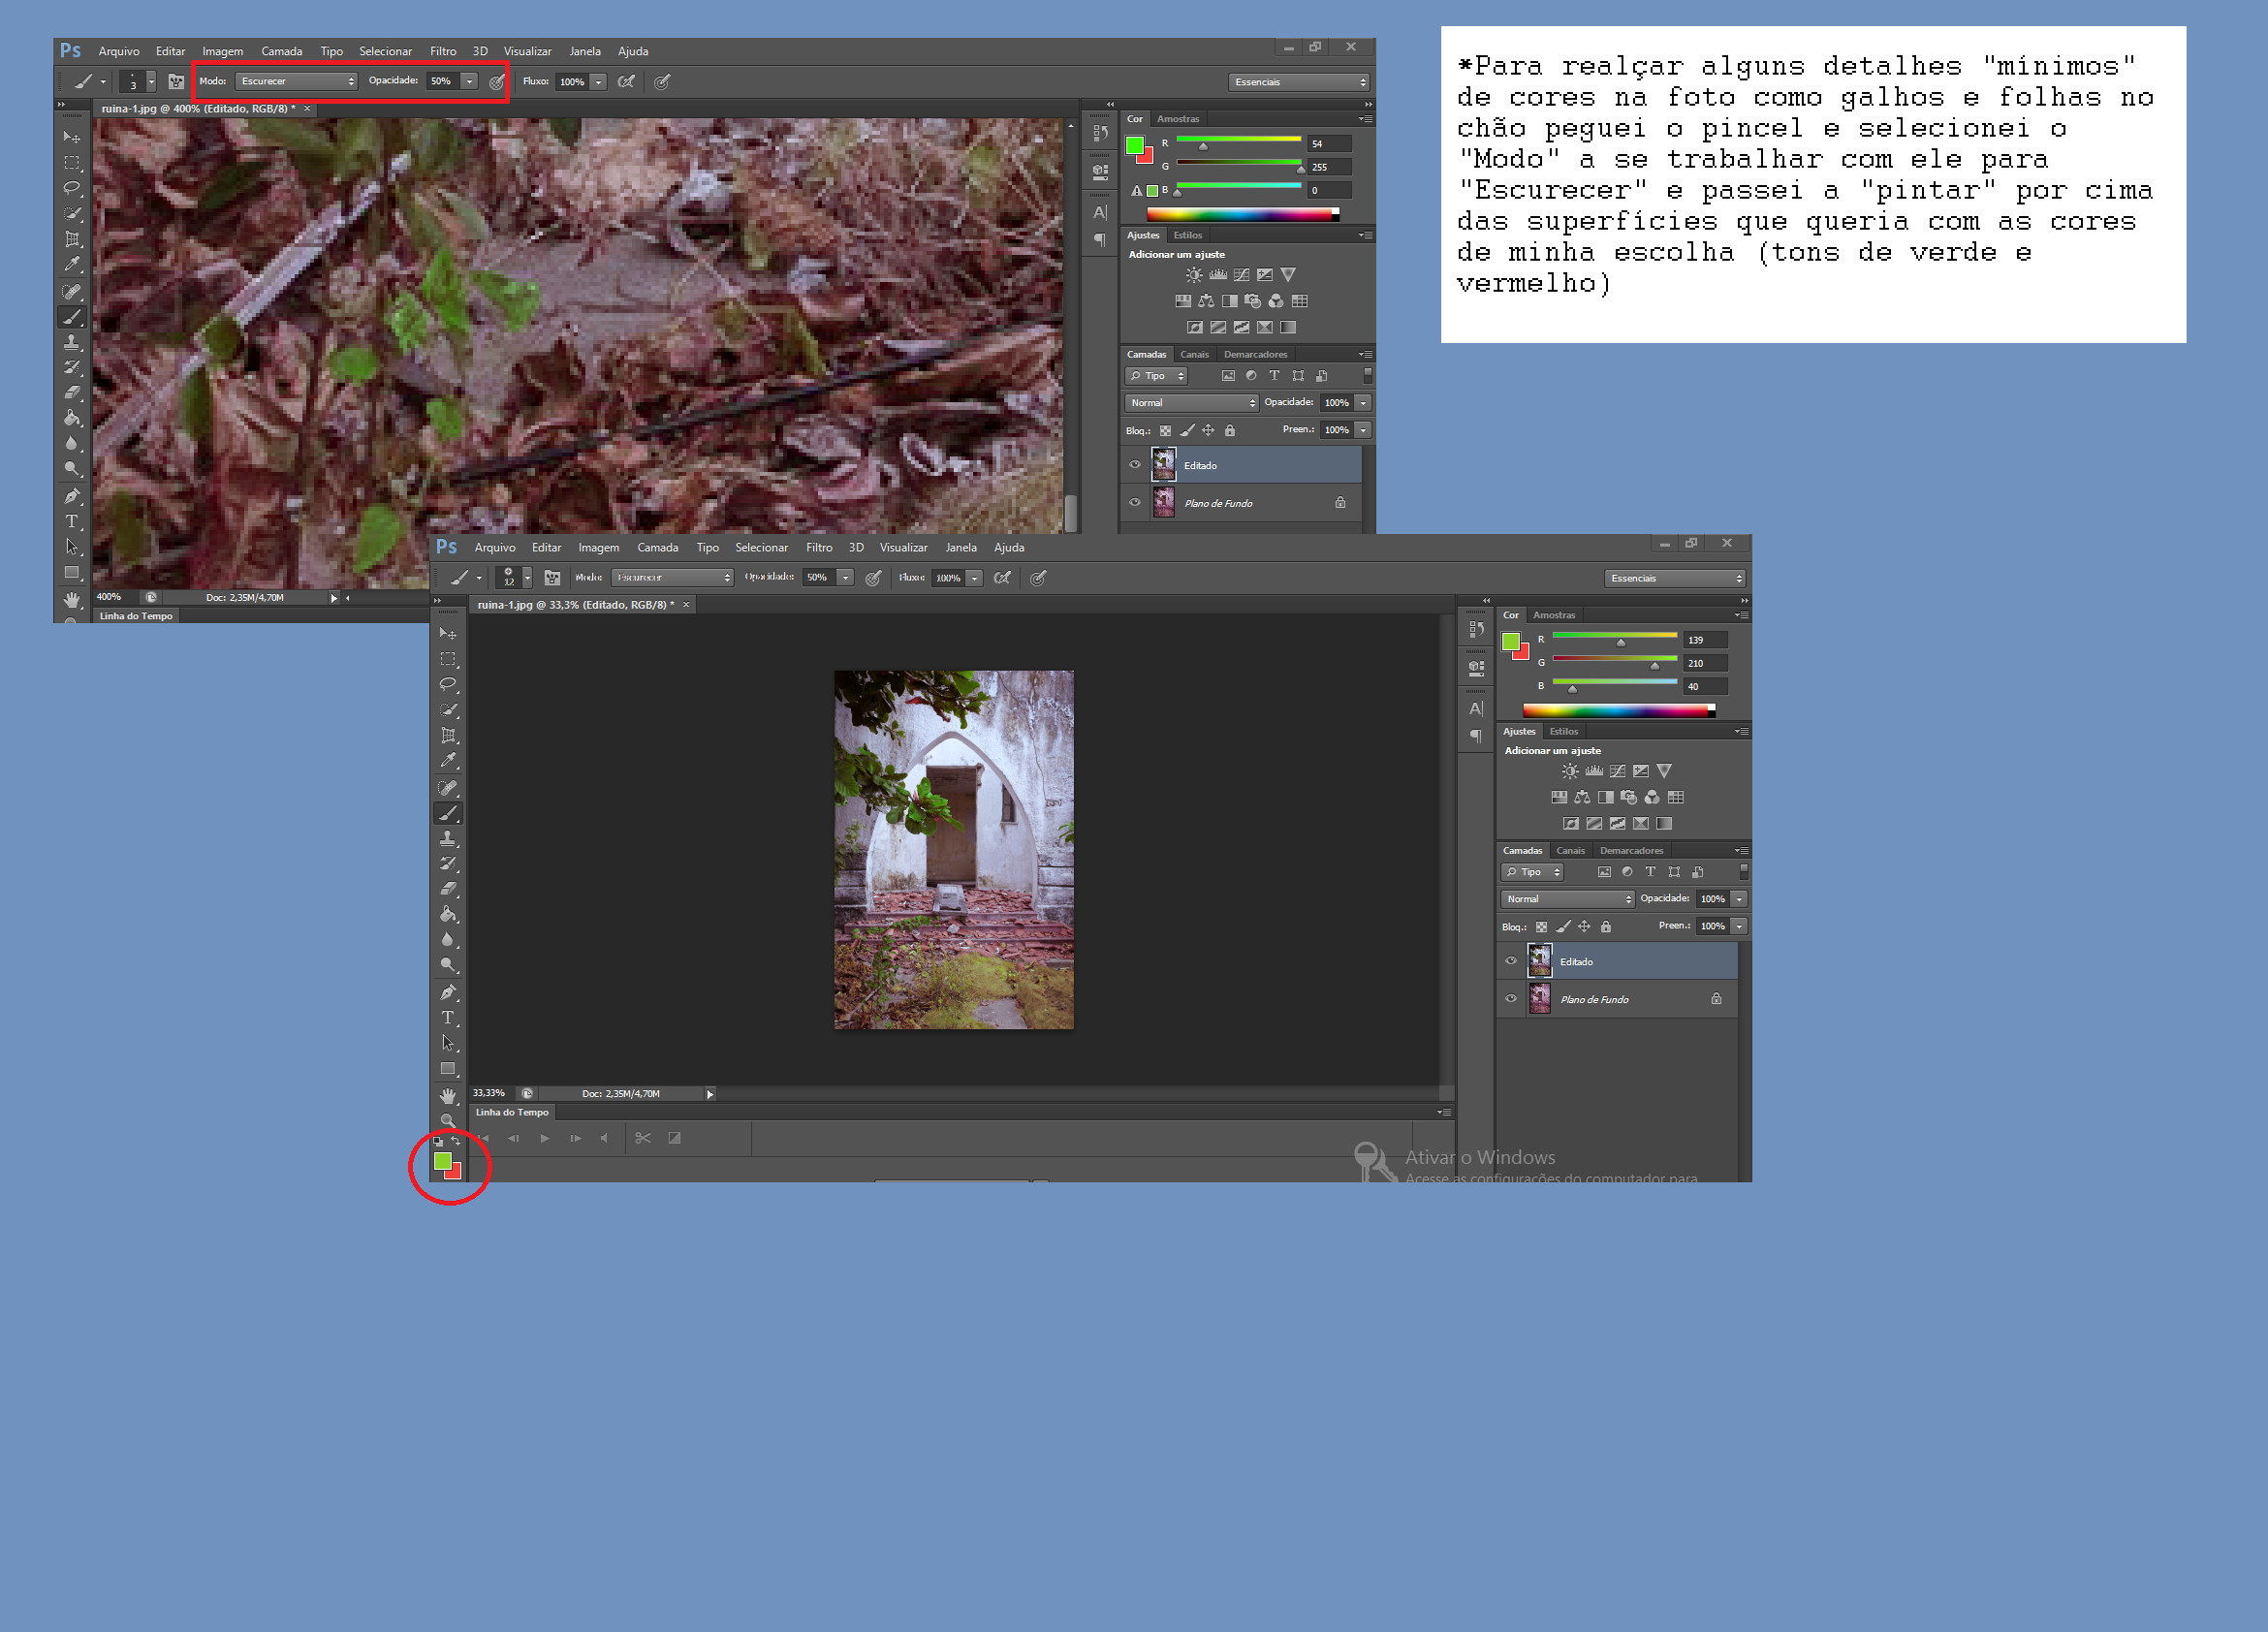 Ps Arquivo Editar Imagem Camada Tipo Selecionar Filtro 3D Visualizar Janela Ajuda
3 Modo: Escurecer Opacidade: 50% Fluxo: 100% Essenciais
ruina-1.jpg @ 400% (Editado, RGB/8) * ×
Cor Amostras
R 54
G 255
B 0
Ajustes Estilos
Adicionar um ajuste
Camadas Canais Demarcadores
Tipo
Normal Opacidade: 100%
Bloq.: Preen.: 100%
Editado
Plano de Fundo
400% Doc: 2,35M/4,70M
Linha do Tempo
*Para realçar alguns detalhes "mínimos"
de cores na foto como galhos e folhas no
chão peguei o pincel e selecionei o
"Modo" a se trabalhar com ele para
"Escurecer" e passei a "pintar" por cima
das superfícies que queria com as cores
de minha escolha (tons de verde e
vermelho)
Ps Arquivo Editar Imagem Camada Tipo Selecionar Filtro 3D Visualizar Janela Ajuda
12 Modo: Escurecer Opacidade: 50% Fluxo: 100% Essenciais
ruina-1.jpg @ 33,3% (Editado, RGB/8) * ×
Cor Amostras
R 139
G 210
B 40
Ajustes Estilos
Adicionar um ajuste
Camadas Canais Demarcadores
Tipo
Normal Opacidade: 100%
Bloq.: Preen.: 100%
Editado
Plano de Fundo
33,33% Doc: 2,35M/4,70M
Linha do Tempo
Ativar o Windows
Acesse as configurações do computador para